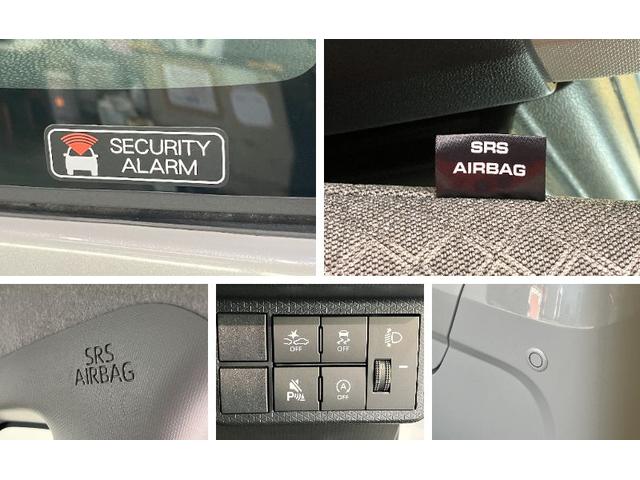 SECURITY
ALARM
SRS
AIRBAG
SRS
AIRBAG
OFF
OFF
P
A
OFF